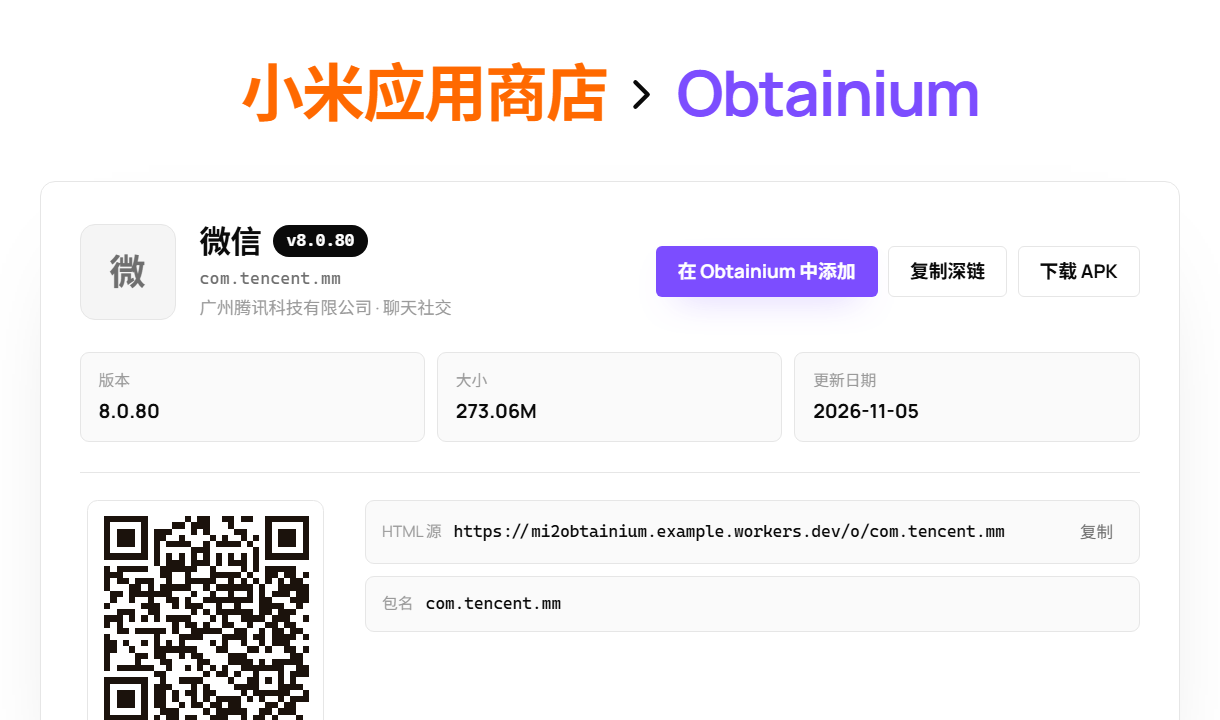 小米应用商店 › Obtainium
微
微信 v8.0.80
com.tencent.mm
广州腾讯科技有限公司 · 聊天社交
在 Obtainium 中添加
复制深链
下载 APK
版本
8.0.80
大小
273.06M
更新日期
2026-11-05
HTML 源 https://mi2obtainium.example.workers.dev/o/com.tencent.mm 复制
包名 com.tencent.mm